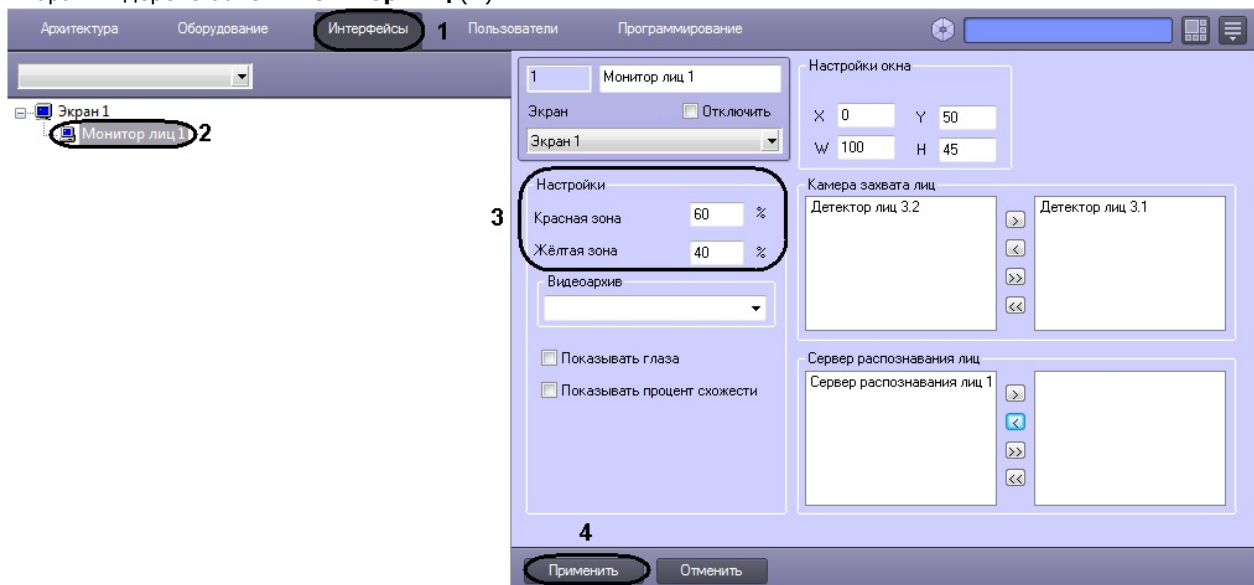 Архитектура Оборудование Интерфейсы 1 Пользователи Программирование
1 Монитор лиц 1
Экран Отключить
Экран 1
Настройки окна
X 0 Y 50
W 100 H 45
Экран 1
Монитор лиц 1 2
3
Настройки
Красная зона 60 %
Жёлтая зона 40 %
Видеоархив
Показывать глаза
Показывать процент схожести
Камера захвата лиц
Детектор лиц 3.2
>
<
>>
<<
Детектор лиц 3.1
Сервер распознавания лиц
Сервер распознавания лиц 1
>
<
>>
<<
4
Применить Отменить